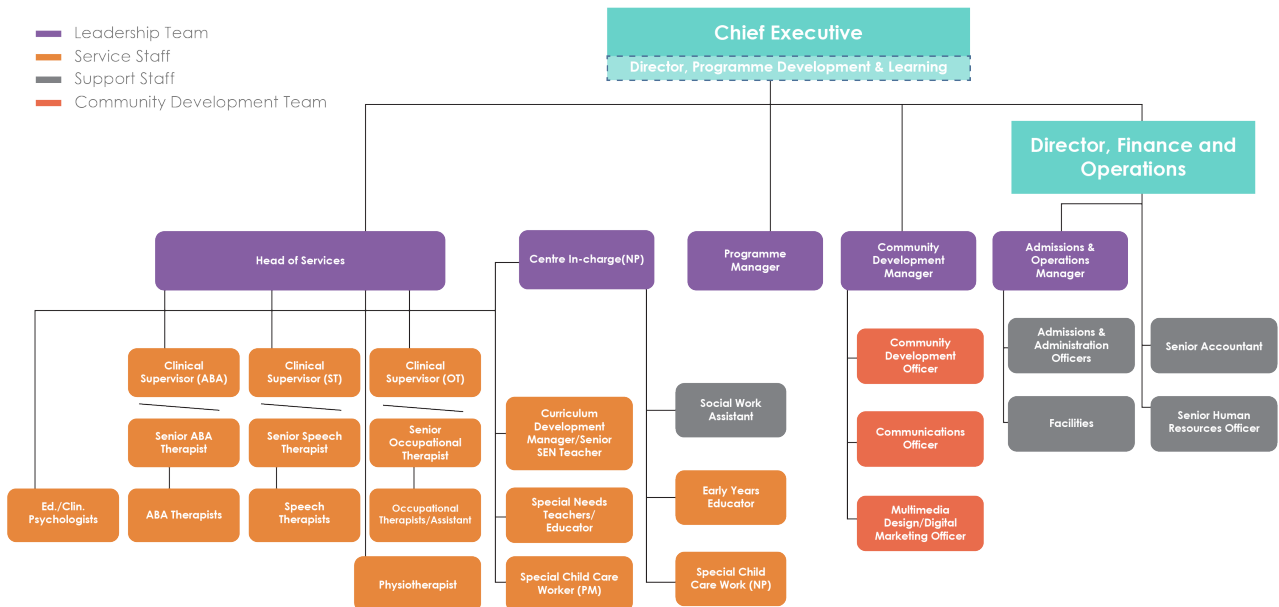 Leadership Team
Service Staff
Support Staff
Community Development Team
Chief Executive
Director, Programme Development & Learning
Director, Finance and
Operations
Head of Services
Centre In-charge(NP)
Programme
Manager
Community
Development
Manager
Admissions &
Operations
Manager
Clinical
Supervisor (ABA)
Clinical
Supervisor (ST)
Clinical
Supervisor (OT)
Senior ABA
Therapist
Senior Speech
Therapist
Senior
Occupational
Therapist
Ed./Clin.
Psychologists
ABA Therapists
Speech
Therapists
Occupational
Therapists/Assistant
Physiotherapist
Curriculum
Development
Manager/Senior
SEN Teacher
Special Needs
Teachers/
Educator
Special Child Care
Worker (PM)
Social Work
Assistant
Early Years
Educator
Special Child
Care Work (NP)
Community
Development
Officer
Communications
Officer
Multimedia
Design/Digital
Marketing Officer
Admissions &
Administration
Officers
Facilities
Senior Accountant
Senior Human
Resources Officer